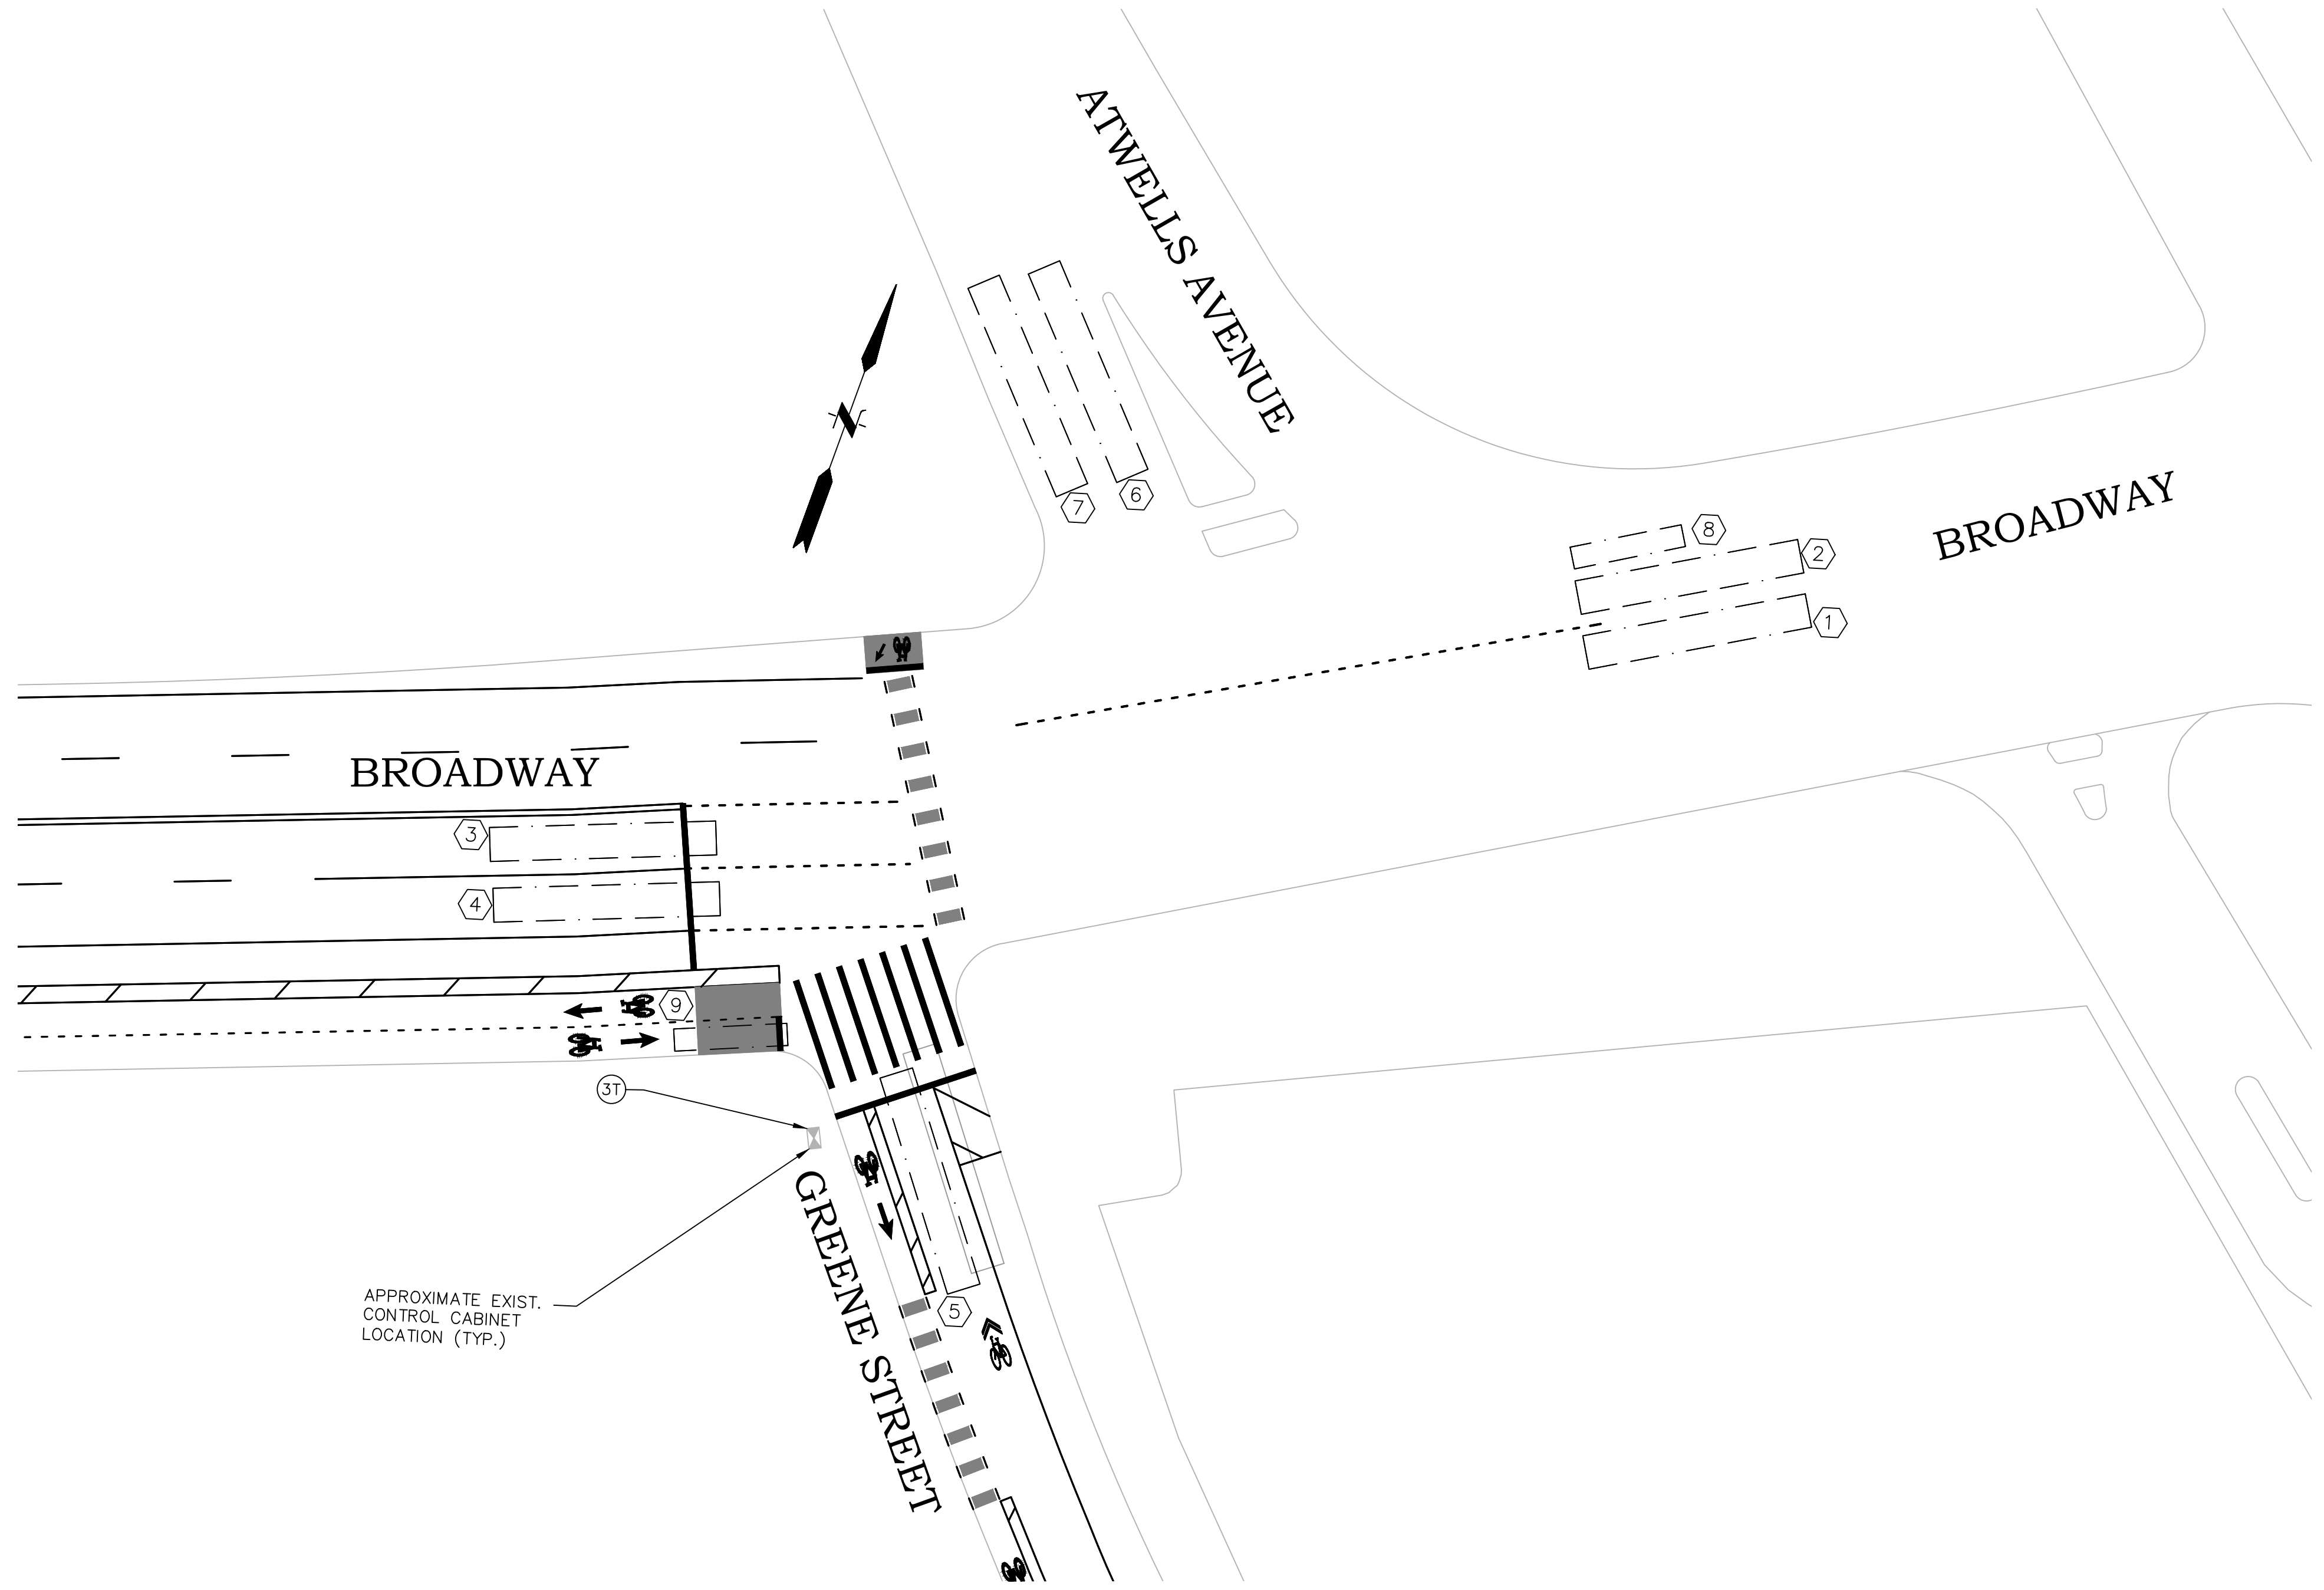 ATWELLS AVENUE
7
6
8
2
1
BROADWAY
BROADWAY
3
4
9
3T
GREENE STREET
5
APPROXIMATE EXIST.
CONTROL CABINET
LOCATION (TYP.)